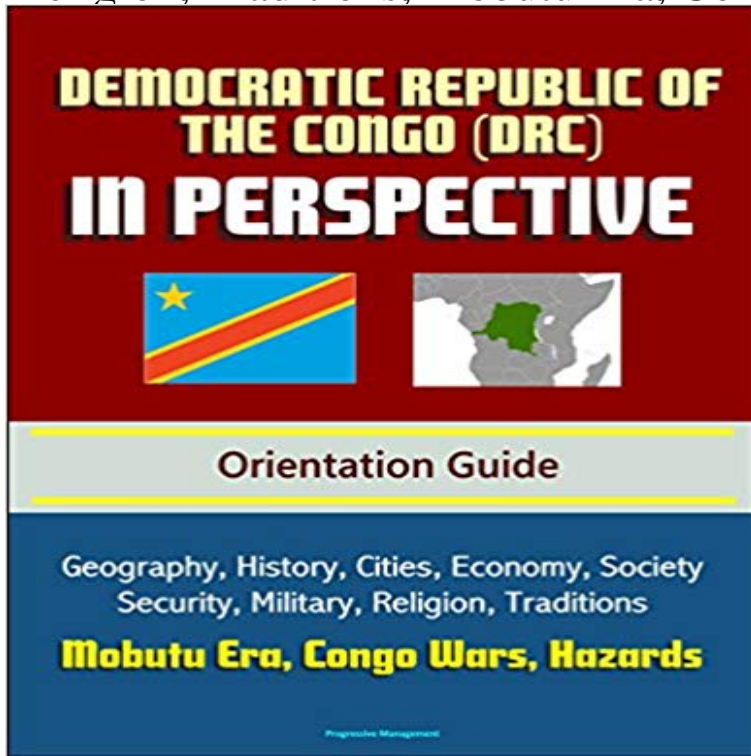 DEMOCRATIC REPUBLIC OF
THE CONGO (DRC)
IN PERSPECTIVE
Orientation Guide
Geography, History, Cities, Economy, Society
Security, Military, Religion, Traditions
Mobutu Era, Congo Wars, Hazards
Progressive Management